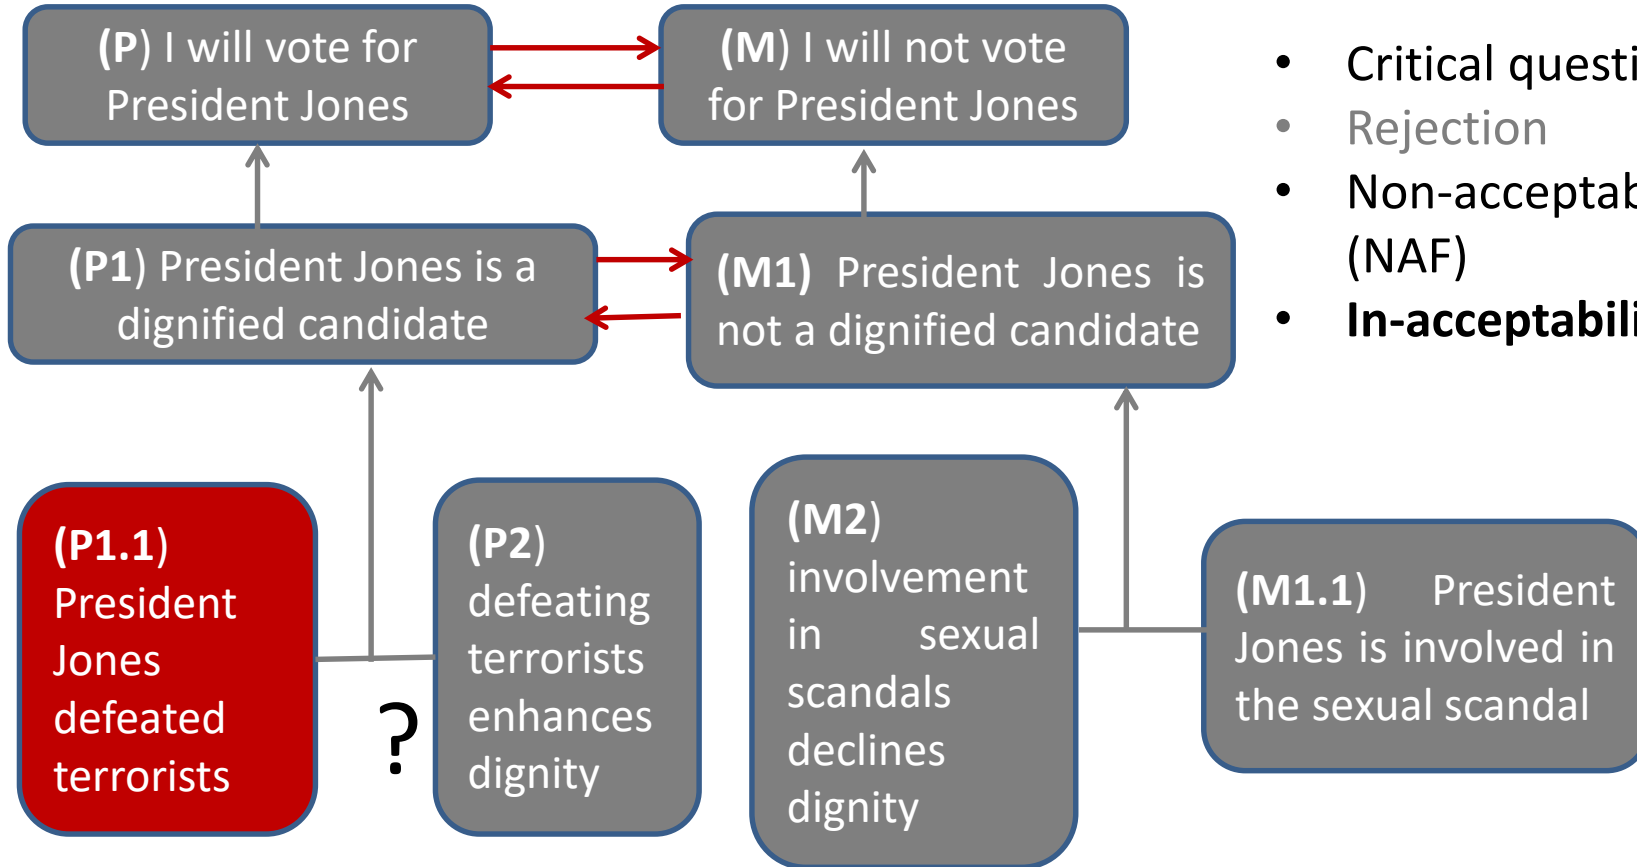 (P) I will vote for
President Jones
(M) I will not vote
for President Jones
• Critical questi
• Rejection
• Non-acceptab
(NAF)
• In-acceptabili
(P1) President Jones is a
dignified candidate
(M1) President Jones is
not a dignified candidate
(P1.1)
President
Jones
defeated
terrorists
?
(P2)
defeating
terrorists
enhances
dignity
(M2)
involvement
in sexual
scandals
declines
dignity
(M1.1) President
Jones is involved in
the sexual scandal